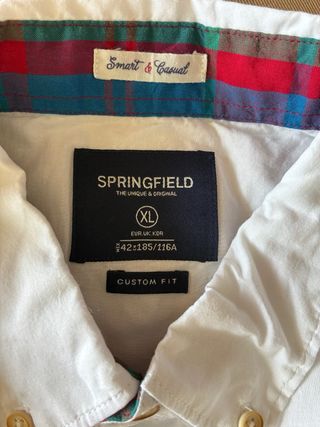 Smart & Casual
SPRINGFIELD
THE UNIQUE & ORIGINAL
XL
EUR.UK KOR
42 185/116A
CUSTOM FIT